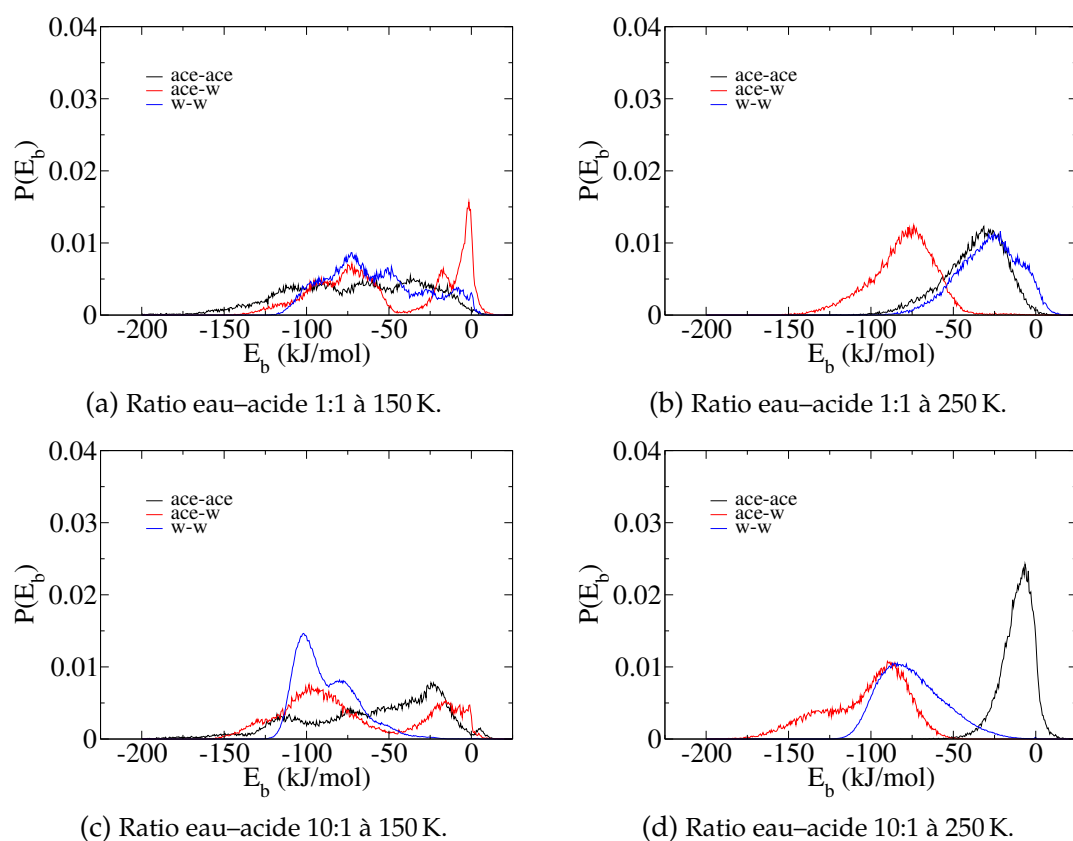 0.04
0.03
0.02
0.01
0
P(E_b)
ace-ace
ace-w
w-w
-200 -150 -100 -50 0
E_b (kJ/mol)
(a) Ratio eau–acide 1:1 à 150 K.
0.04
0.03
0.02
0.01
0
P(E_b)
ace-ace
ace-w
w-w
-200 -150 -100 -50 0
E_b (kJ/mol)
(b) Ratio eau–acide 1:1 à 250 K.
0.04
0.03
0.02
0.01
0
P(E_b)
ace-ace
ace-w
w-w
-200 -150 -100 -50 0
E_b (kJ/mol)
(c) Ratio eau–acide 10:1 à 150 K.
0.04
0.03
0.02
0.01
0
P(E_b)
ace-ace
ace-w
w-w
-200 -150 -100 -50 0
E_b (kJ/mol)
(d) Ratio eau–acide 10:1 à 250 K.